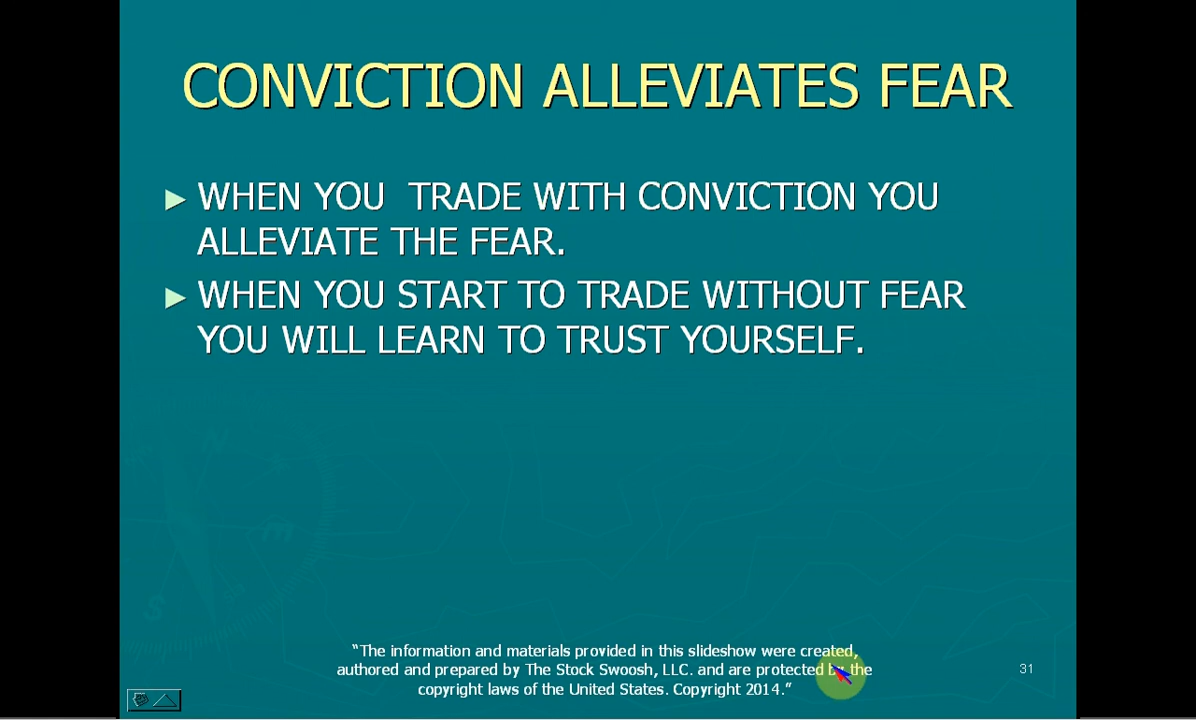 CONVICTION ALLEVIATES FEAR
► WHEN YOU  TRADE WITH CONVICTION YOU
ALLEVIATE THE FEAR.
► WHEN YOU START TO TRADE WITHOUT FEAR
YOU WILL LEARN TO TRUST YOURSELF.
“The information and materials provided in this slideshow were created,
authored and prepared by The Stock Swoosh, LLC. and are protected by the
copyright laws of the United States. Copyright 2014.”
31